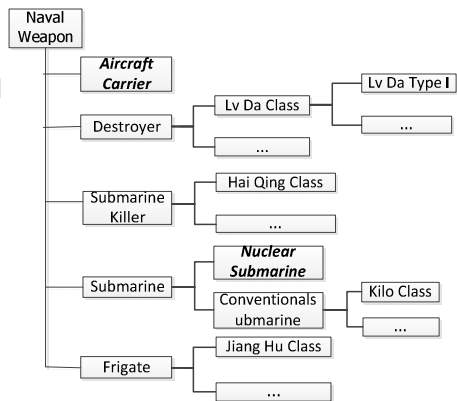 Naval
Weapon
Aircraft
Carrier
Lv Da Type I
Lv Da Class
Destroyer
...
...
Hai Qing Class
Submarine
Killer
...
Nuclear
Submarine
Submarine
Conventionals
ubmarine
Kilo Class
...
Jiang Hu Class
Frigate
...